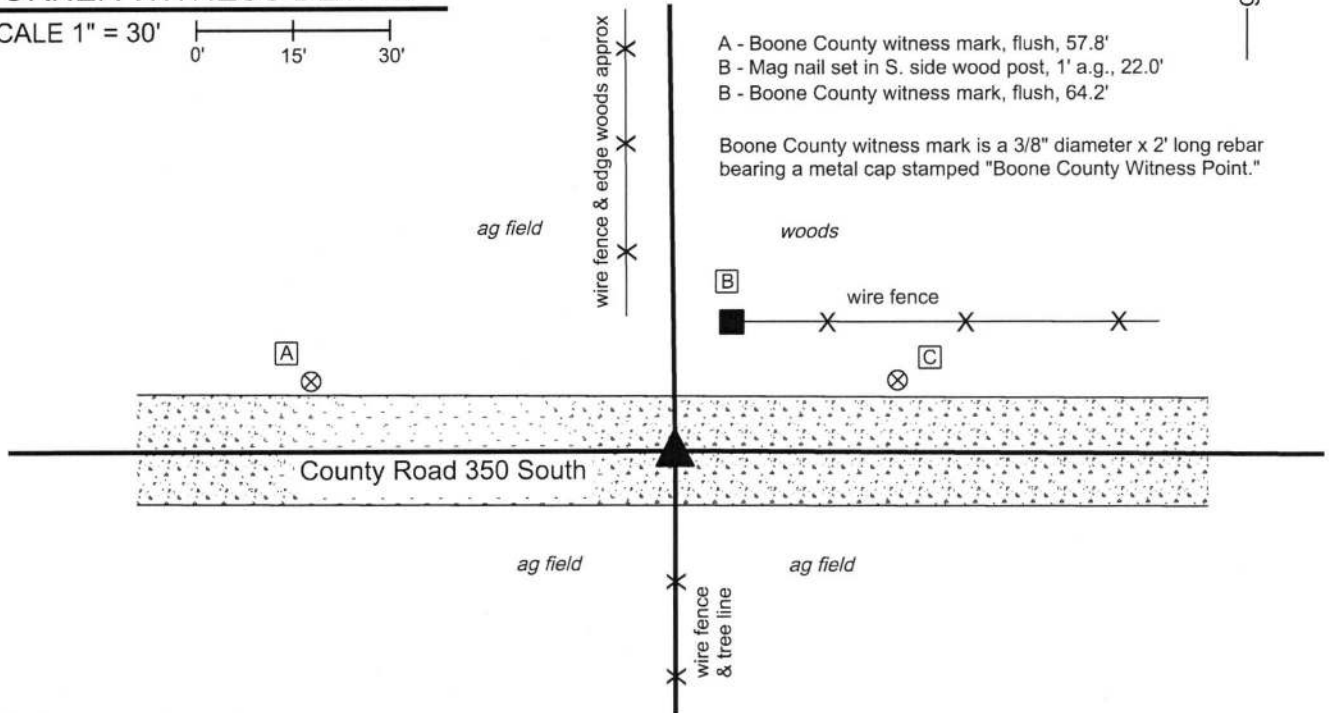 SCALE 1" = 30'
0' 15' 30'
g
A - Boone County witness mark, flush, 57.8'
B - Mag nail set in S. side wood post, 1' a.g., 22.0'
B - Boone County witness mark, flush, 64.2'
Boone County witness mark is a 3/8" diameter x 2' long rebar
bearing a metal cap stamped "Boone County Witness Point."
wire fence & edge woods approx
ag field
woods
B
wire fence
A
C
County Road 350 South
ag field
ag field
wire fence
& tree line